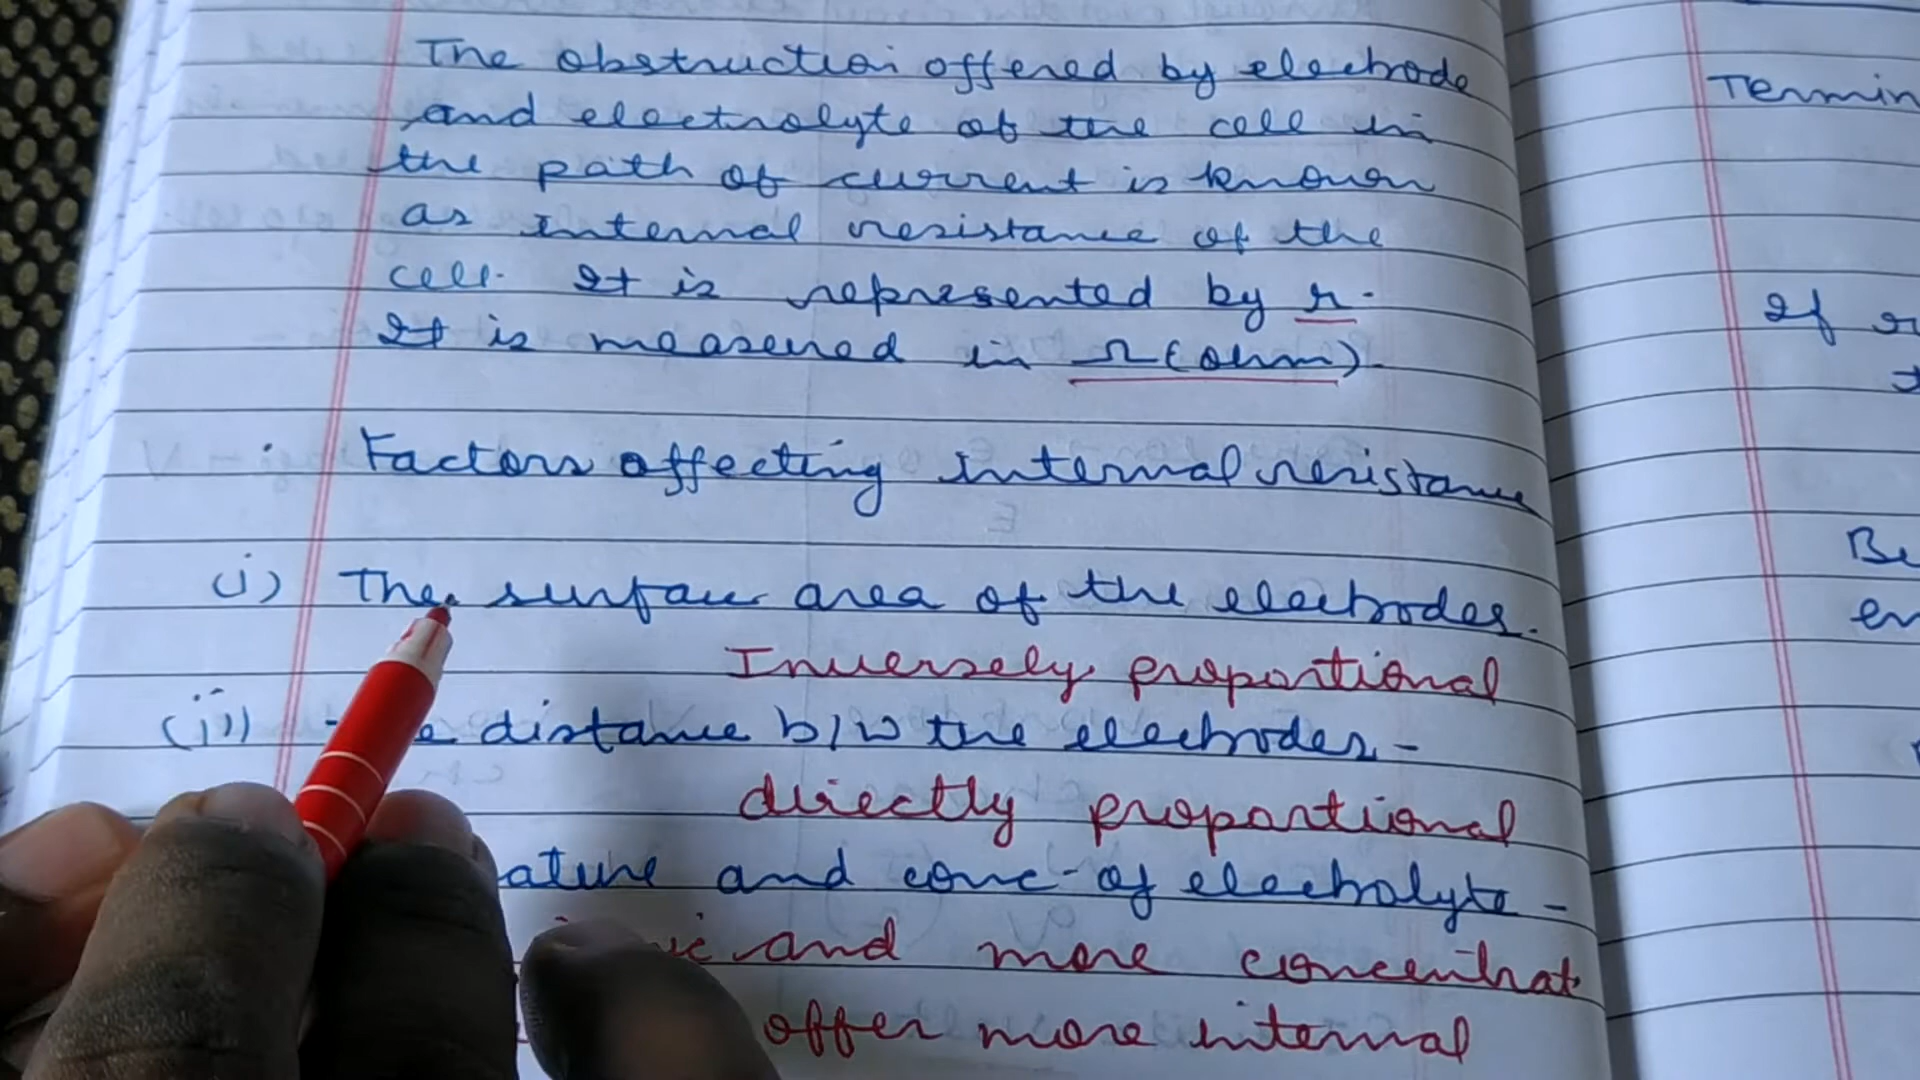 The obstruction offered by electrode
and electrolyte of the cell in
the path of current is known
as internal resistance of the
cell. It is represented by r.
It is measured in Ω (ohm).
Factors affecting internal resistance
(i) The surface area of the electrodes.
Inversely proportional
(ii) distance b/w the electrodes -
directly proportional
and conc. of electrolyte -
and more concentrat
offer more internal
Termin
If
Be
en